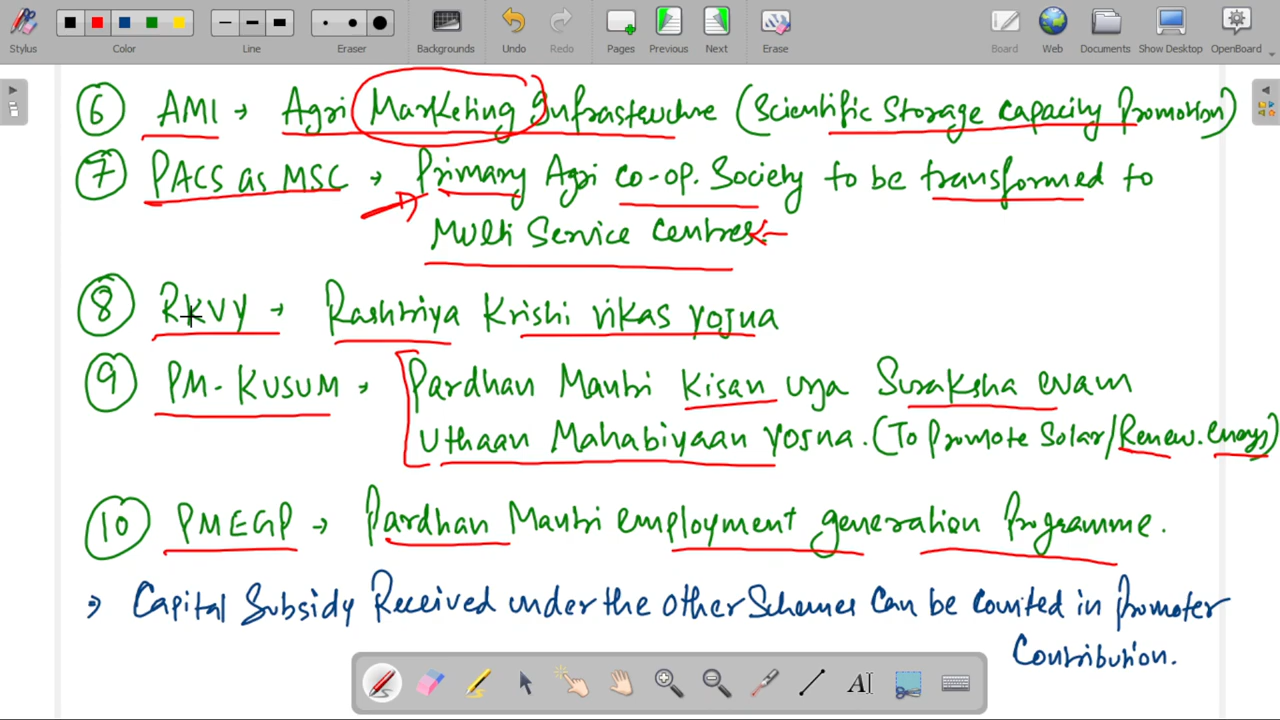 Stylus Color Line Eraser Backgrounds Undo Redo Pages Previous Next Erase Board Web Documents Show Desktop OpenBoard
⑥ AMI → Agri Marketing Infrastructure (Scientific Storage capacity Promotion)
⑦ PACS as MSC → Primary Agri co-op. Society to be transformed to
Multi Service Centres.
⑧ RKVY → Rashtriya Krishi vikas yojna
⑨ PM-KUSUM → Pardhan Mantri Kisan urja Suraksha evam
Uthaan Mahabiyaan yojna. (To Promote Solar/Renew. energy)
⑩ PMEGP → Pardhan Mantri employment generation Programme.
⇒ Capital Subsidy Received under the other Schemes Can be Counted in Promoter
Contribution.